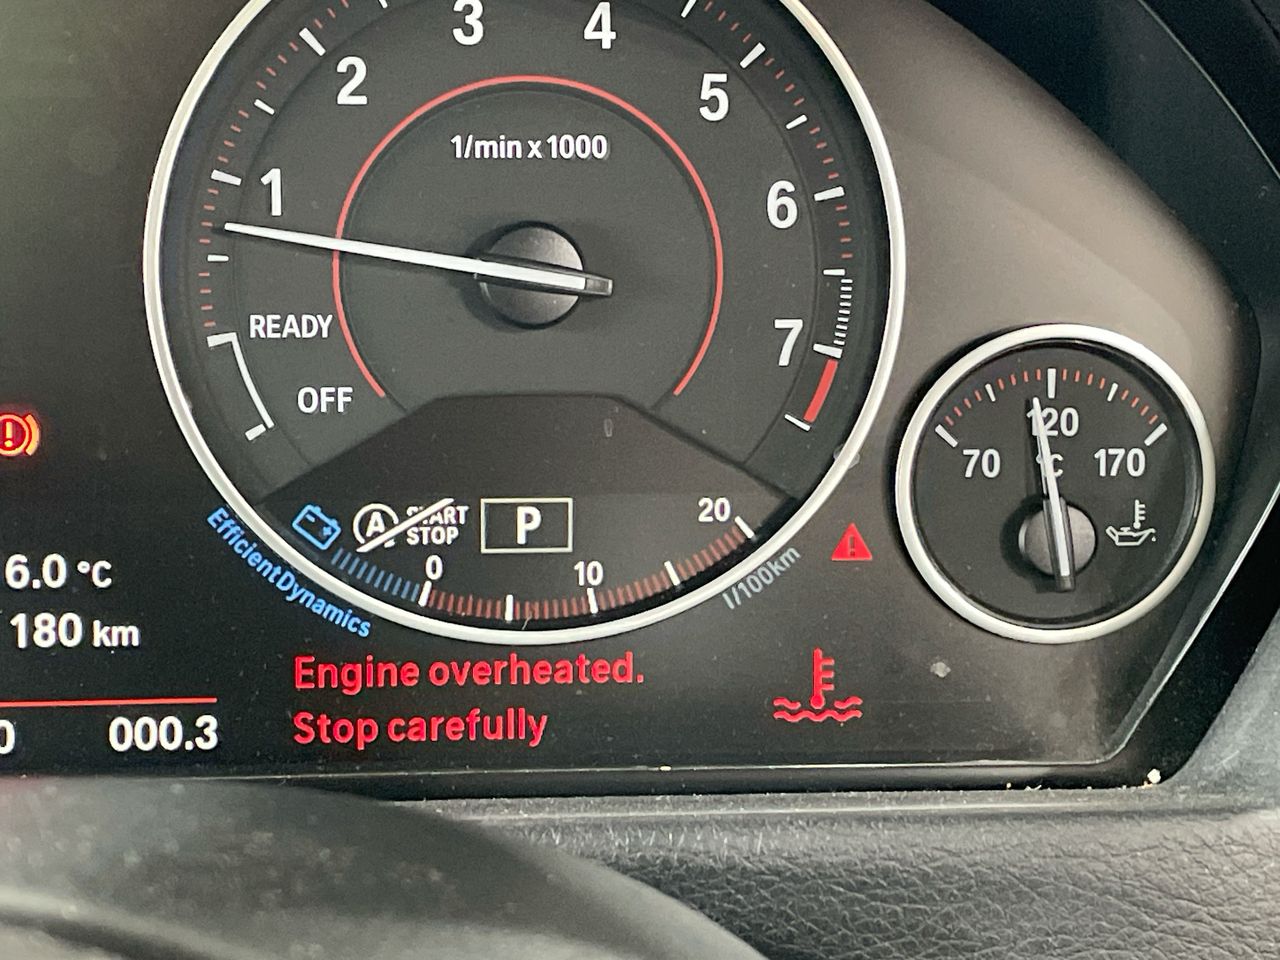 3
4
2
5
1/min x 1000
1
6
READY
7
OFF
120
70
°C
170
A
START
STOP
P
20
EfficientDynamics
0
10
l/100km
6.0 °C
180 km
Engine overheated.
Stop carefully
0
000.3